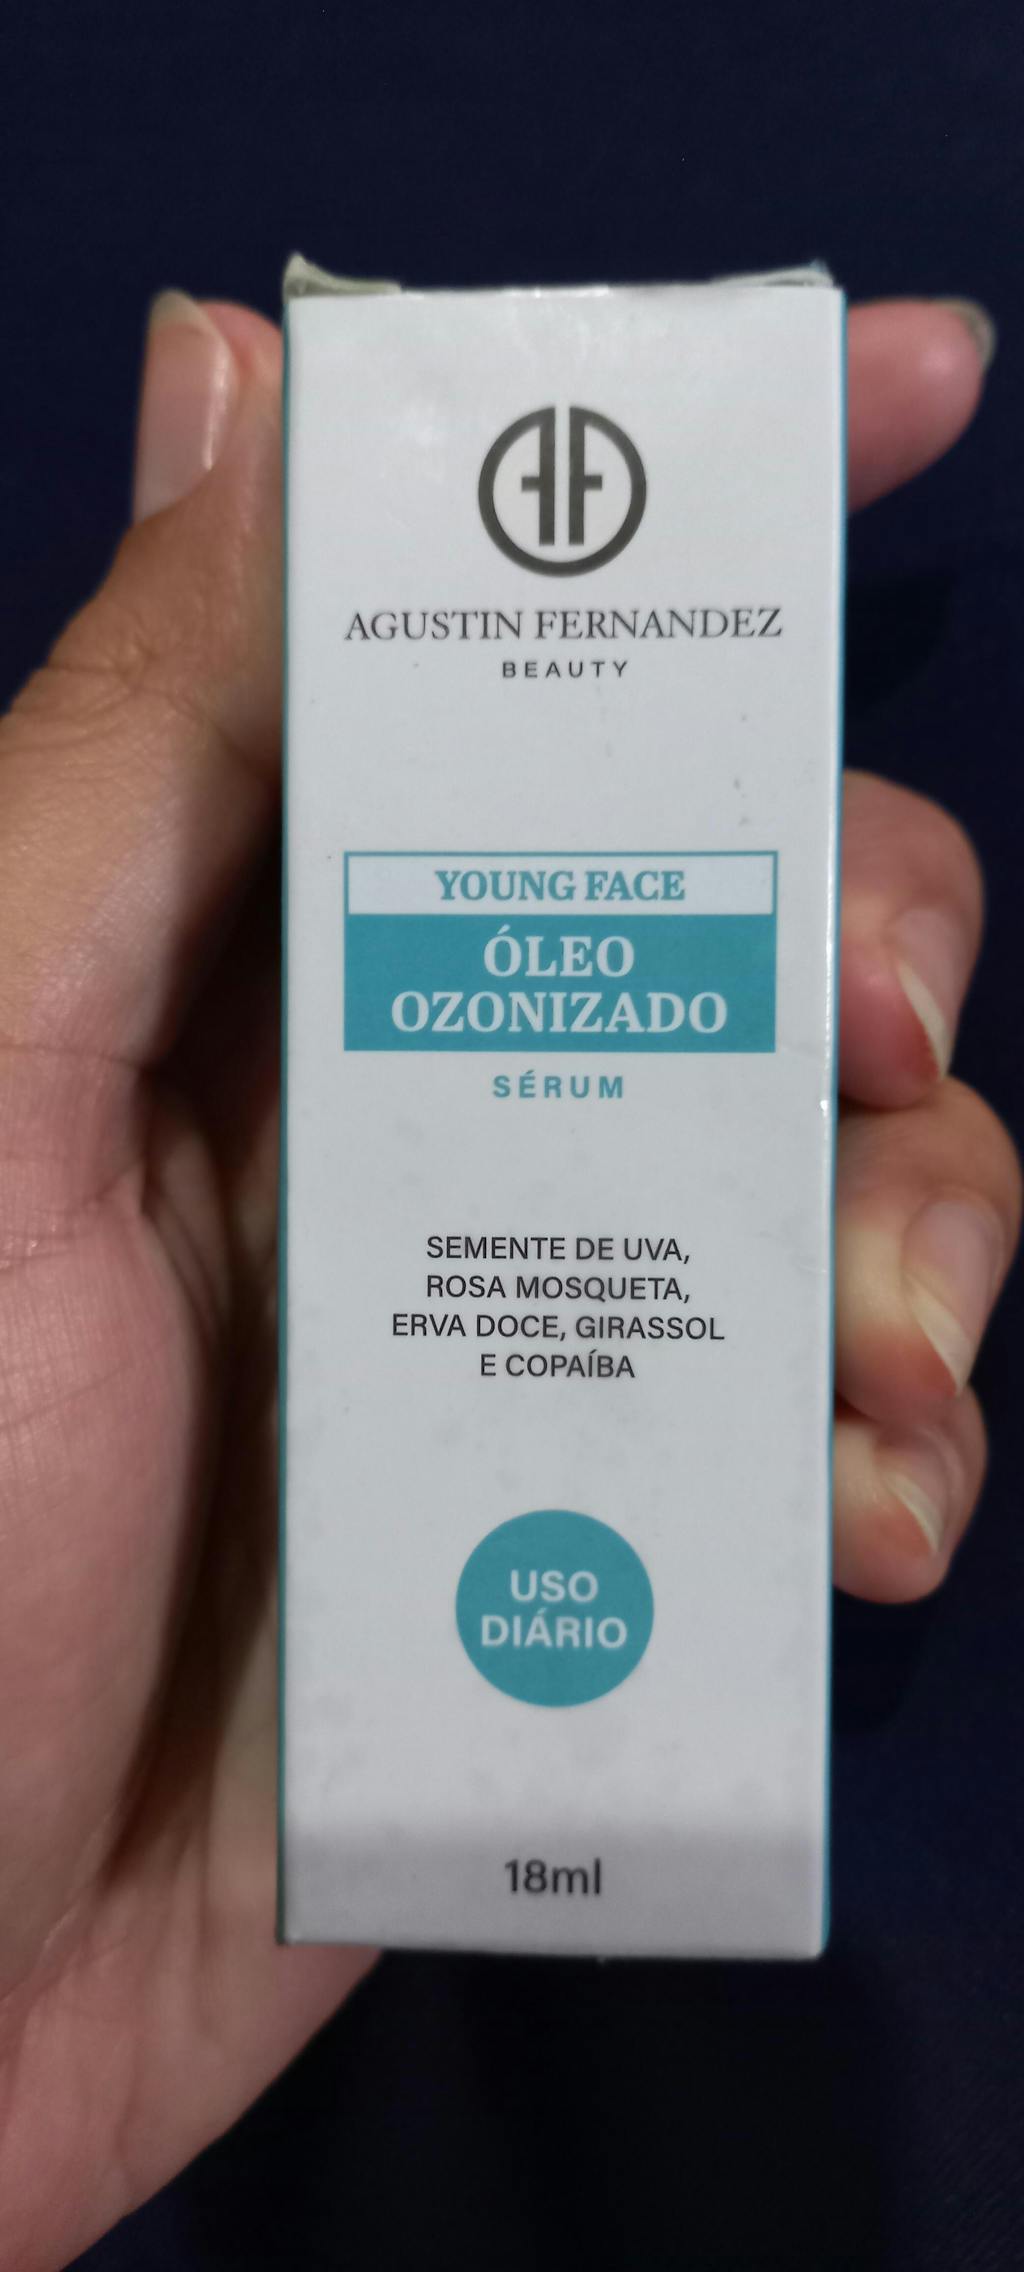 AGUSTIN FERNANDEZ
BEAUTY
YOUNG FACE
ÓLEO
OZONIZADO
SÉRUM
SEMENTE DE UVA,
ROSA MOSQUETA,
ERVA DOCE, GIRASSOL
E COPAÍBA
USO
DIÁRIO
18ml